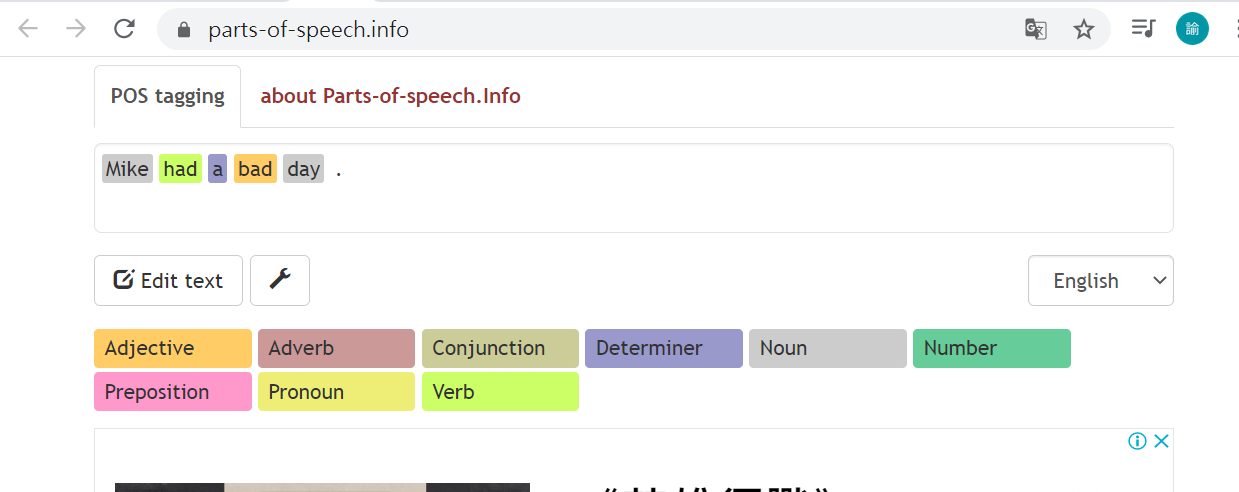 parts-of-speech.info
諭
POS tagging about Parts-of-speech.Info
Mike had a bad day .
Edit text
English
Adjective Adverb Conjunction Determiner Noun Number
Preposition Pronoun Verb